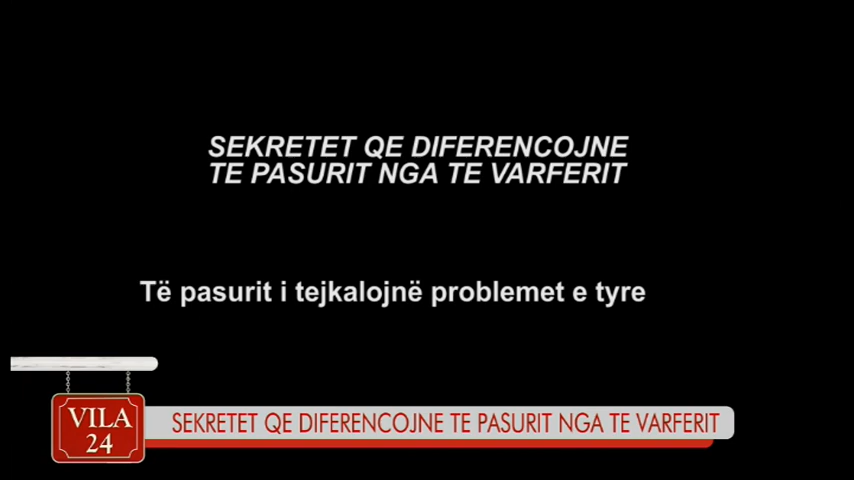 SEKRETET QE DIFERENCOJNE
TE PASURIT NGA TE VARFERIT
Të pasurit i tejkalojnë problemet e tyre
VILA
24
SEKRETET QE DIFERENCOJNE TE PASURIT NGA TE VARFERIT